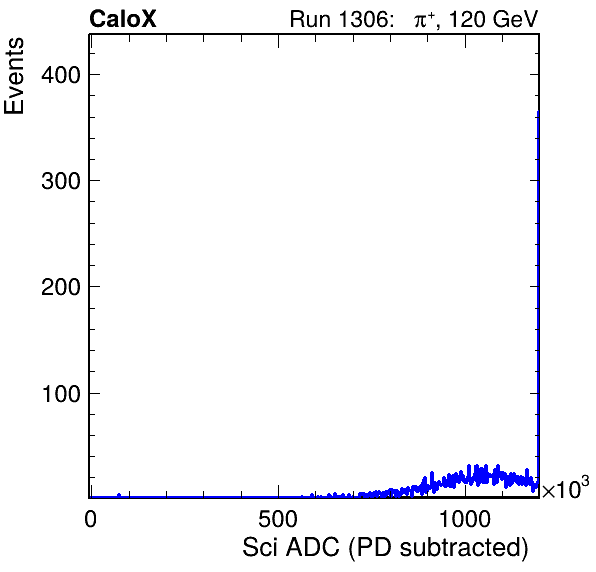 CaloX
Run 1306: π⁺, 120 GeV
Events
400
300
200
100
0
500
1000
×10³
Sci ADC (PD subtracted)